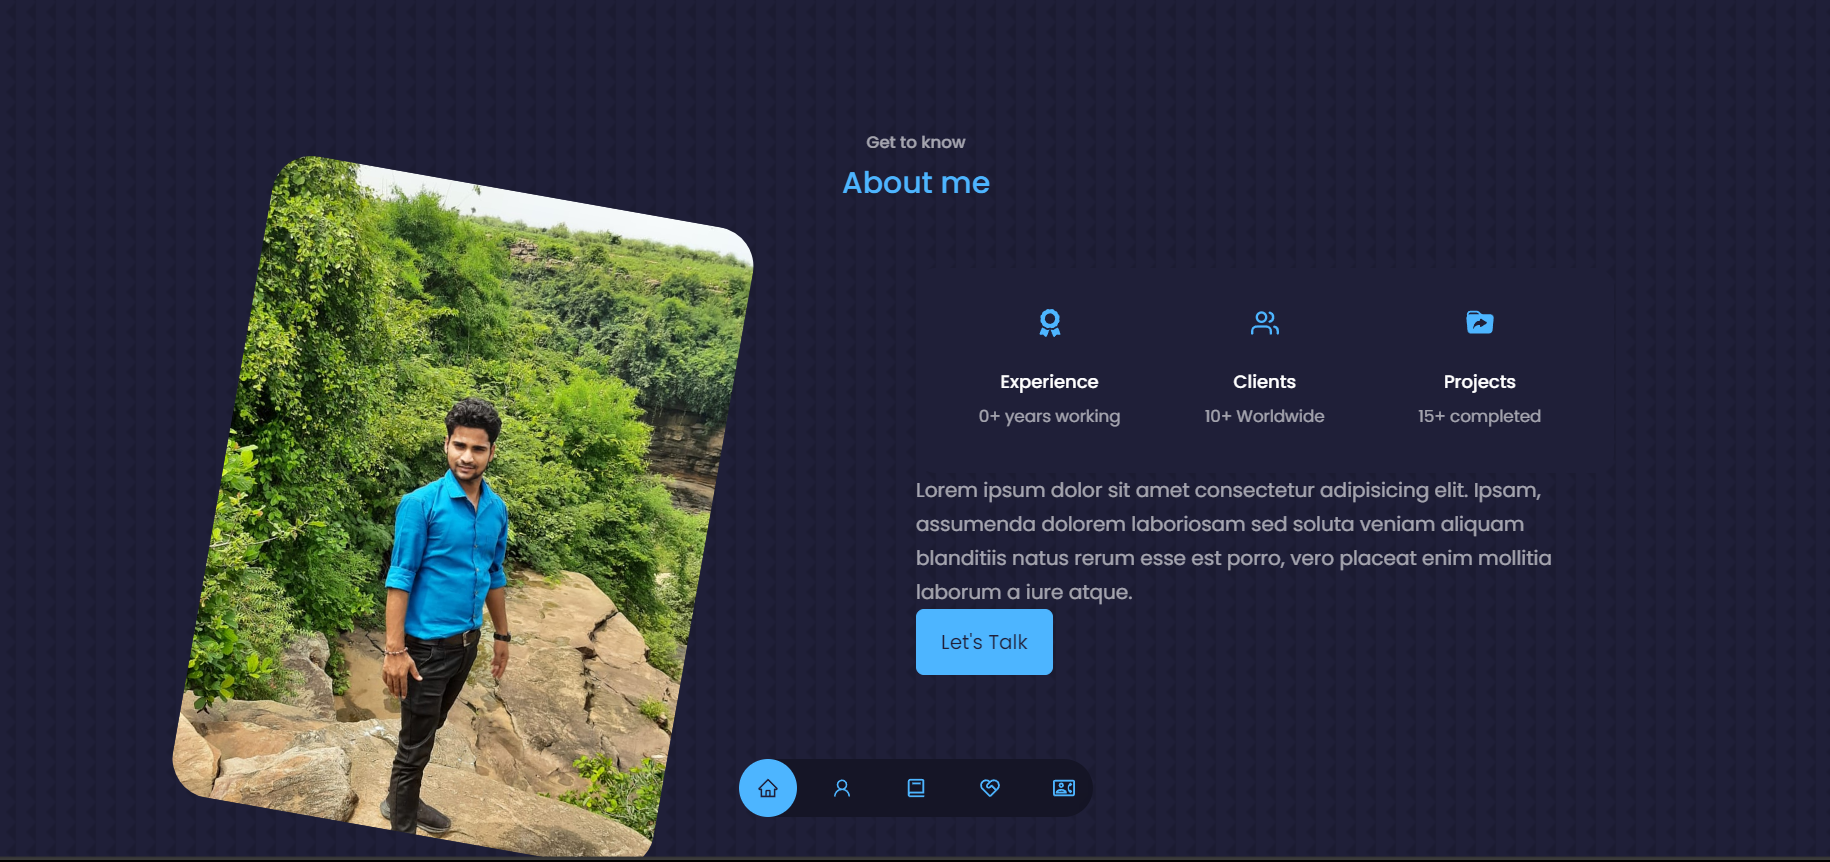 Get to know
About me
Experience
0+ years working
Clients
10+ Worldwide
Projects
15+ completed
Lorem ipsum dolor sit amet consectetur adipisicing elit. Ipsam,
assumenda dolorem laboriosam sed soluta veniam aliquam
blanditiis natus rerum esse est porro, vero placeat enim mollitia
laborum a iure atque.
Let's Talk